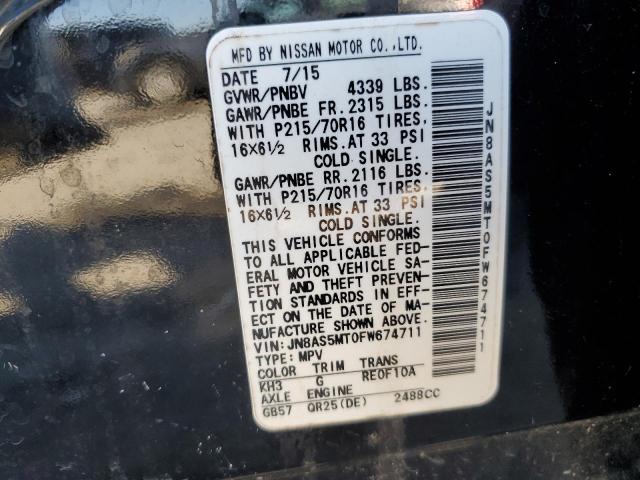 MFD BY NISSAN MOTOR CO.,LTD.
DATE 7/15
GVWR/PNBV 4339 LBS.
GAWR/PNBE FR. 2315 LBS.
WITH P215/70R16 TIRES,
16X6½ RIMS.AT 33 PSI
COLD SINGLE.
GAWR/PNBE RR. 2116 LBS.
WITH P215/70R16 TIRES,
16X6½ RIMS.AT 33 PSI
COLD SINGLE.
THIS VEHICLE CONFORMS
TO ALL APPLICABLE FED-
ERAL MOTOR VEHICLE SA-
FETY AND THEFT PREVEN-
TION STANDARDS IN EFF-
ECT ON THE DATE OF MA-
NUFACTURE SHOWN ABOVE.
VIN: JN8AS5MT0FW674711
TYPE: MPV
COLOR TRIM TRANS
KH3 G RE0F10A
AXLE ENGINE
GB57 QR25(DE) 2488CC
JN8AS5MT0FW674711